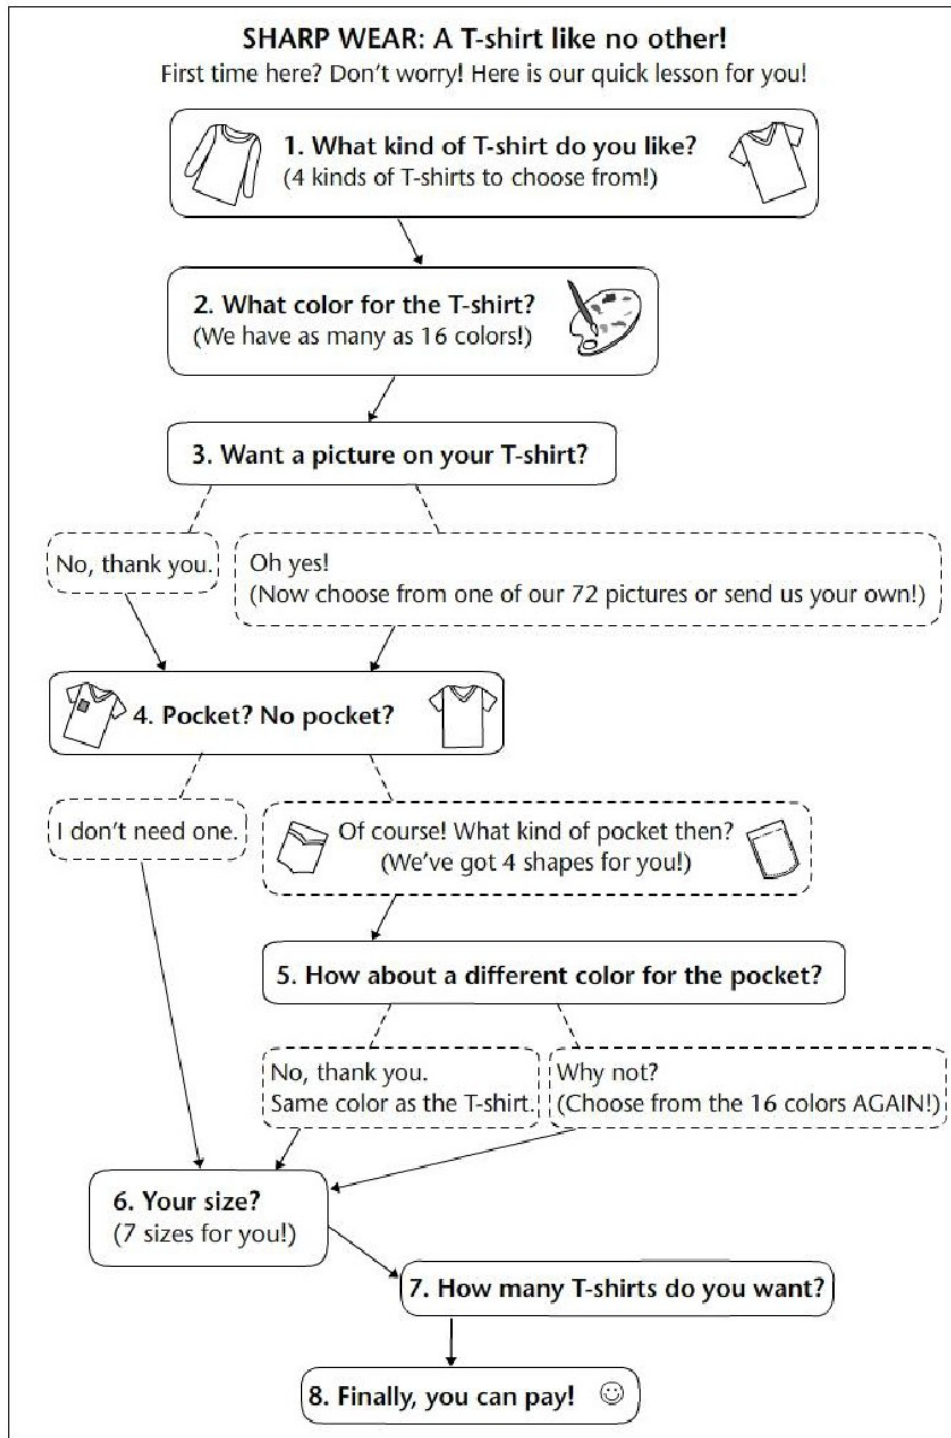 SHARP WEAR: A T-shirt like no other!
First time here? Don't worry! Here is our quick lesson for you!
1. What kind of T-shirt do you like?
(4 kinds of T-shirts to choose from!)
2. What color for the T-shirt?
(We have as many as 16 colors!)
3. Want a picture on your T-shirt?
No, thank you.
Oh yes!
(Now choose from one of our 72 pictures or send us your own!)
4. Pocket? No pocket?
I don't need one.
Of course! What kind of pocket then?
(We've got 4 shapes for you!)
5. How about a different color for the pocket?
No, thank you.
Same color as the T-shirt.
Why not?
(Choose from the 16 colors AGAIN!)
6. Your size?
(7 sizes for you!)
7. How many T-shirts do you want?
8. Finally, you can pay!